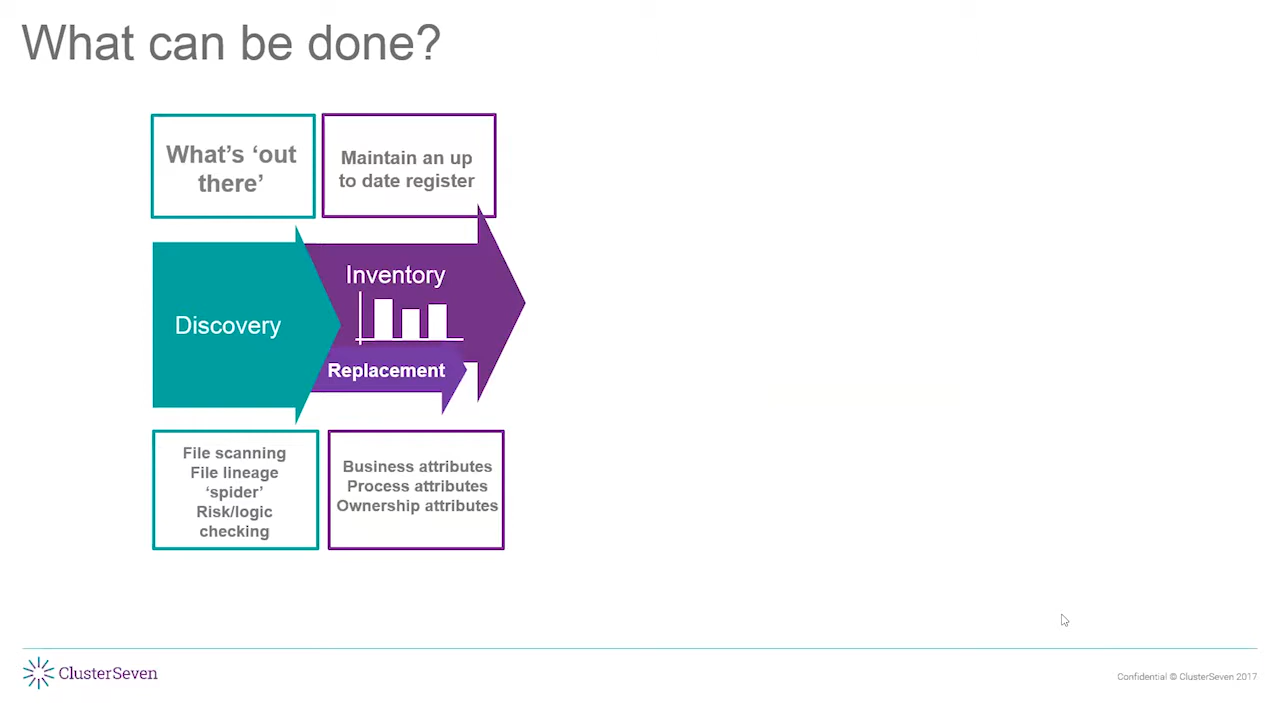 What can be done?
What's 'out
there'
Maintain an up
to date register
Discovery
Inventory
Replacement
File scanning
File lineage
'spider'
Risk/logic
checking
Business attributes
Process attributes
Ownership attributes
ClusterSeven
Confidential © ClusterSeven 2017